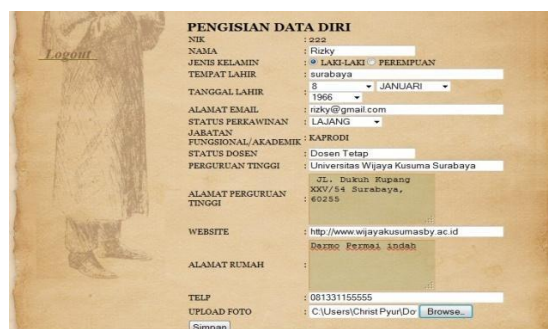 PENGISIAN DATA DIRI
Logout
NIK : 222
NAMA : Rizky
JENIS KELAMIN : LAKI-LAKI PEREMPUAN
TEMPAT LAHIR : surabaya
TANGGAL LAHIR : 8 JANUARI
1966
ALAMAT EMAIL : rizky@gmail.com
STATUS PERKAWINAN : LAJANG
JABATAN
FUNGSIONAL/AKADEMIK : KAPRODI
STATUS DOSEN : Dosen Tetap
PERGURUAN TINGGI : Universitas Wijaya Kusuma Surabaya
ALAMAT PERGURUAN TINGGI : JL. Dukuh Kupang
XXV/54 Surabaya,
60255
WEBSITE : http://www.wijayakusumasby.ac.id
ALAMAT RUMAH : Darmo Permai indah
TELP : 081331155555
UPLOAD FOTO : C:\Users\Christ Pyur\Do Browse..
Simpan